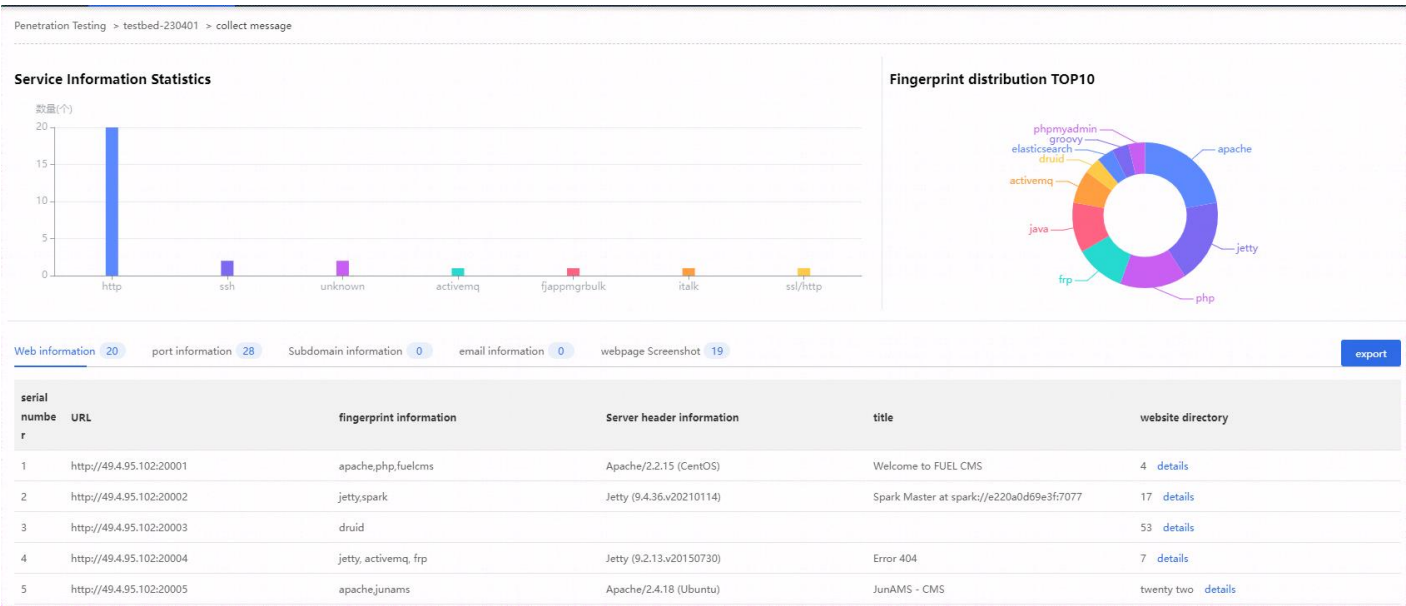 Penetration Testing > testbed-230401 > collect message
Service Information Statistics
数量(个)
20
15
10
5
0
http ssh unknown activemq fjappmgrbulk italk ssl/http
Fingerprint distribution TOP10
phpmyadmin
groovy
elasticsearch
druid
activemq
java
frp
apache
jetty
php
Web information 20 port information 28 Subdomain information 0 email information 0 webpage Screenshot 19 export
serial
numbe URL fingerprint information Server header information title website directory
r
1 http://49.4.95.102:20001 apache,php,fuelcms Apache/2.2.15 (CentOS) Welcome to FUEL CMS 4 details
2 http://49.4.95.102:20002 jetty,spark Jetty (9.4.36.v20210114) Spark Master at spark://e220a0d69e3f:7077 17 details
3 http://49.4.95.102:20003 druid 53 details
4 http://49.4.95.102:20004 jetty, activemq, frp Jetty (9.2.13.v20150730) Error 404 7 details
5 http://49.4.95.102:20005 apache,junams Apache/2.4.18 (Ubuntu) JunAMS - CMS twenty two details